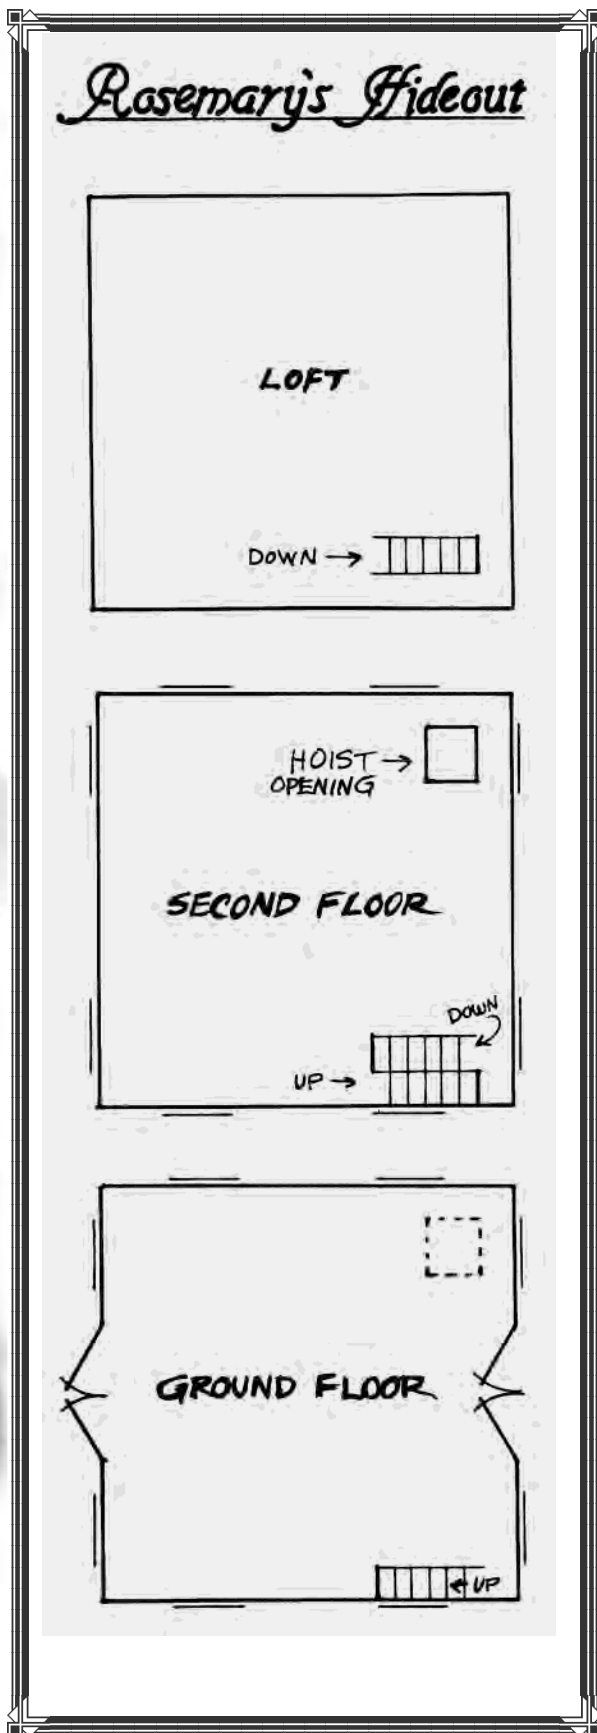 Rosemary's Hideout
LOFT
DOWN
HOIST
OPENING
SECOND FLOOR
DOWN
UP
GROUND FLOOR
UP